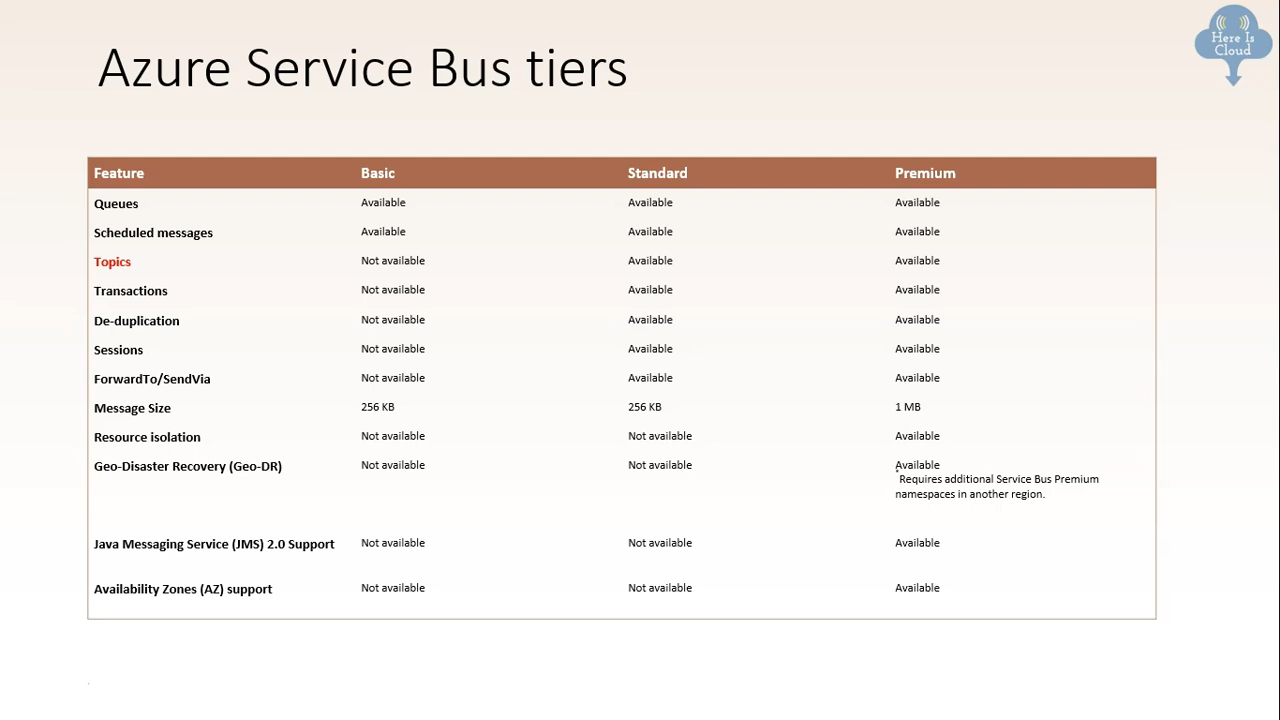 Here Is
Cloud
Azure Service Bus tiers
Feature Basic Standard Premium
Queues Available Available Available
Scheduled messages Available Available Available
Topics Not available Available Available
Transactions Not available Available Available
De-duplication Not available Available Available
Sessions Not available Available Available
ForwardTo/SendVia Not available Available Available
Message Size 256 KB 256 KB 1 MB
Resource isolation Not available Not available Available
Geo-Disaster Recovery (Geo-DR) Not available Not available Available
*Requires additional Service Bus Premium
namespaces in another region.
Java Messaging Service (JMS) 2.0 Support Not available Not available Available
Availability Zones (AZ) support Not available Not available Available